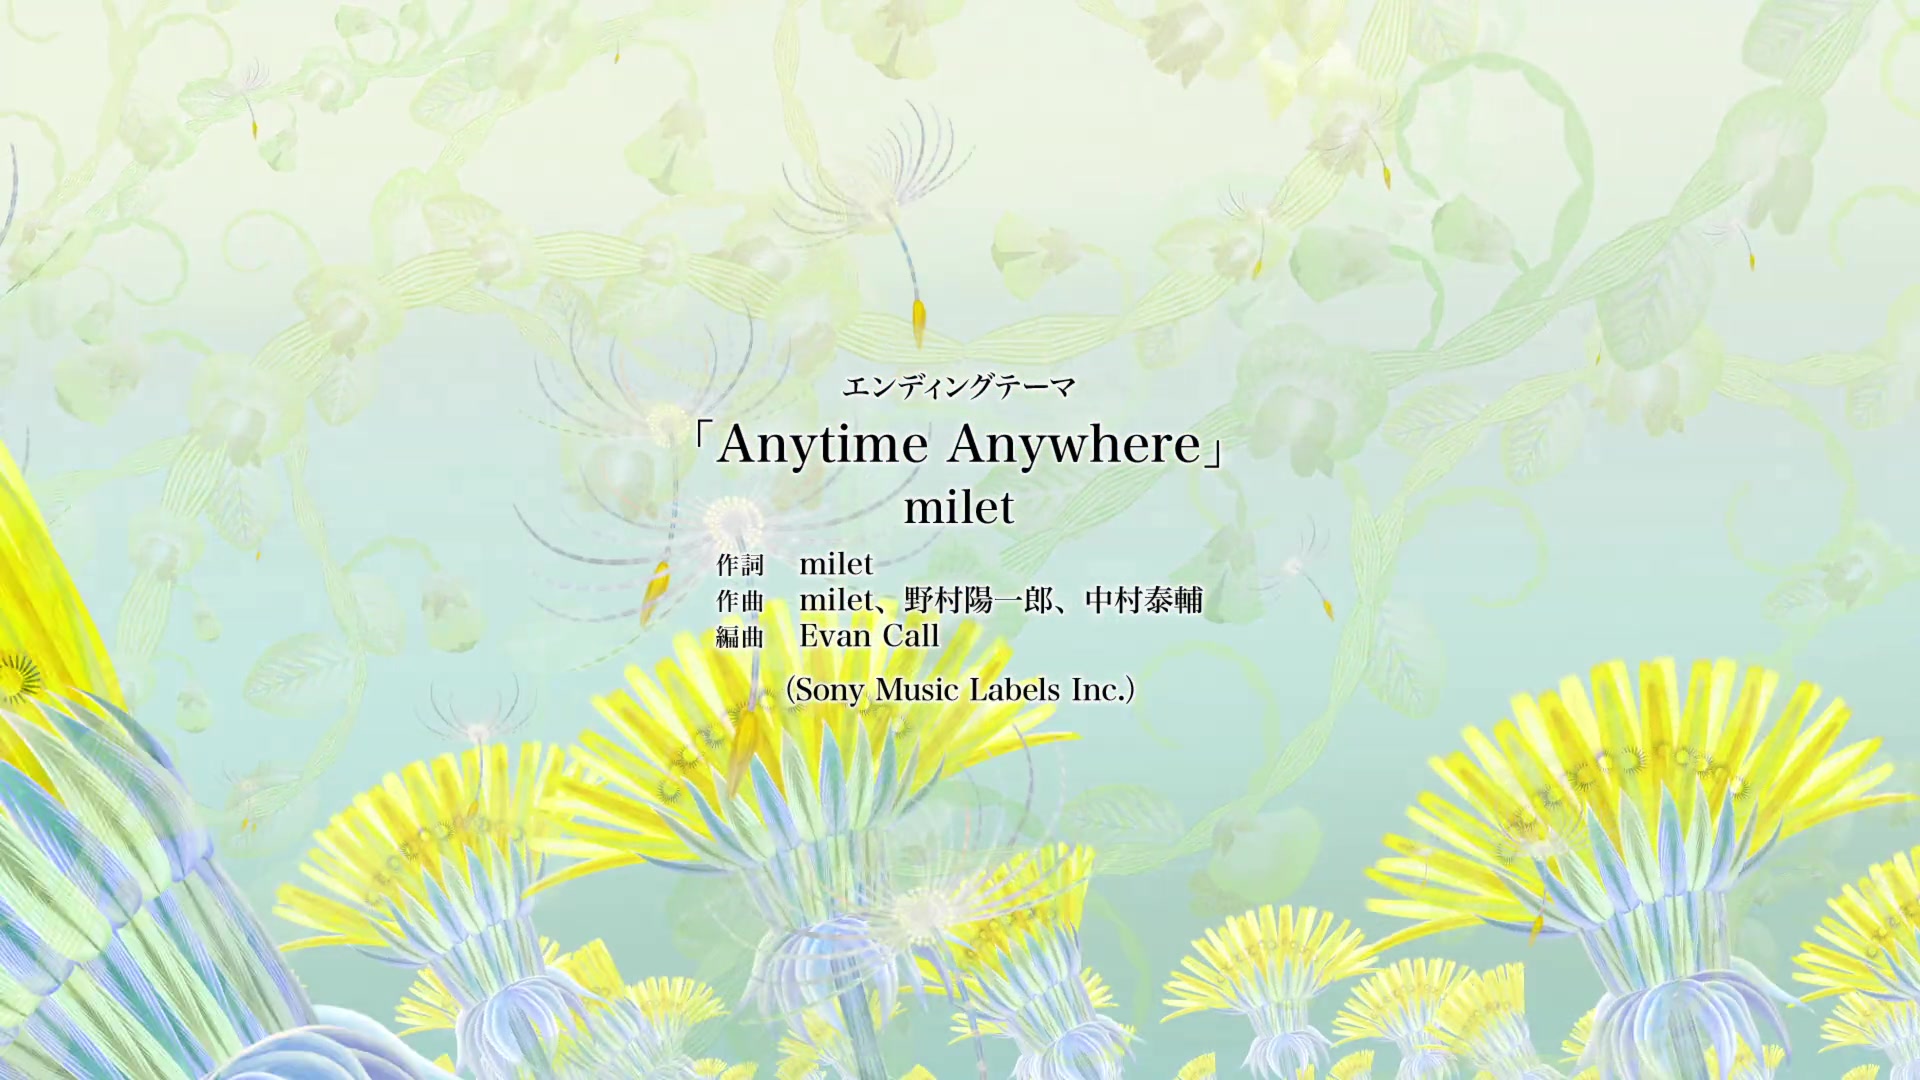 エンディングテーマ
「Anytime Anywhere」
milet
作詞 milet
作曲 milet、野村陽一郎、中村泰輔
編曲 Evan Call
(Sony Music Labels Inc.)